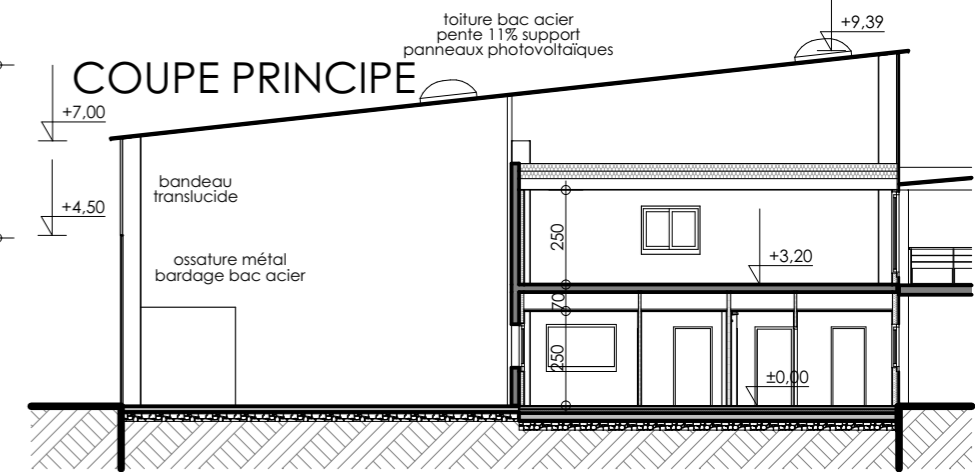 toiture bac acier
pente 11% support
panneaux photovoltaïques
+9,39
COUPE PRINCIPE
+7,00
bandeau
translucide
+4,50
250
+3,20
ossature métal
bardage bac acier
70
250
±0,00